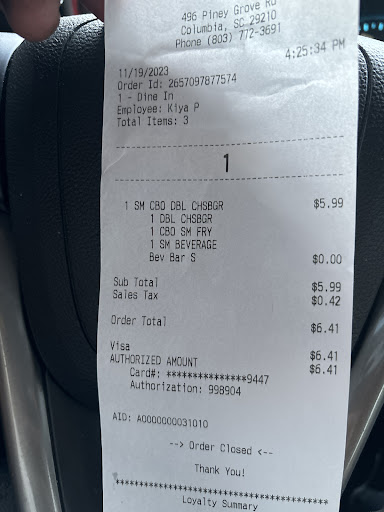 496 Piney Grove Rd
Columbia, SC 29210
Phone (803) 772-3691
4:25:34 PM
11/19/2023
Order Id: 2657097877574
1 - Dine In
Employee: Kiya P
Total Items: 3
1
1 SM CBO DBL CHSBGR $5.99
1 DBL CHSBGR
1 CBO SM FRY
1 SM BEVERAGE
Bev Bar S $0.00
Sub Total $5.99
Sales Tax $0.42
Order Total $6.41
Visa $6.41
AUTHORIZED AMOUNT $6.41
Card#: ***************9447
Authorization: 998904
AID: A0000000031010
--> Order Closed <--
Thank You!
****************************************
Loyalty Summary